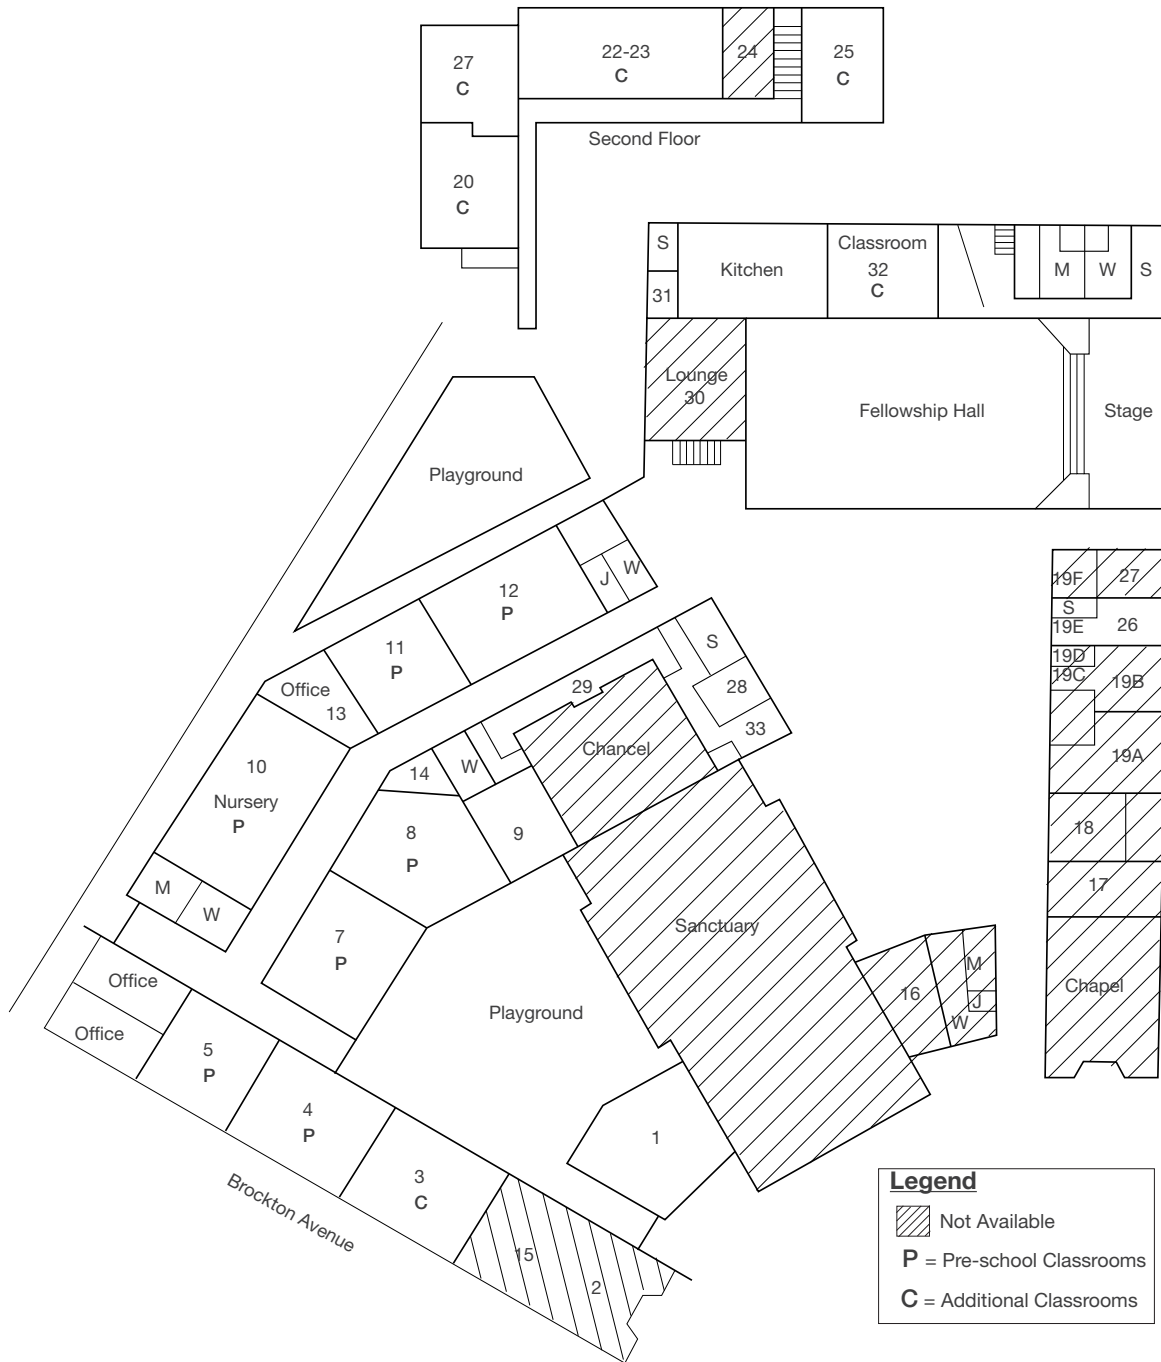 27
C
22-23
C
24
25
C
Second Floor
20
C
S
31
Kitchen
Classroom
32
C
M
W
S
Lounge
30
Fellowship Hall
Stage
Playground
12
P
J
W
11
P
Office
13
10
Nursery
P
M
W
29
S
28
33
Chancel
14
W
8
P
9
7
P
Sanctuary
Playground
16
M
J
W
19F
27
S
19E
26
19D
19C
19B
19A
18
17
Chapel
Office
Office
5
P
4
P
3
C
1
15
2
Brockton Avenue
Legend
Not Available
P = Pre-school Classrooms
C = Additional Classrooms